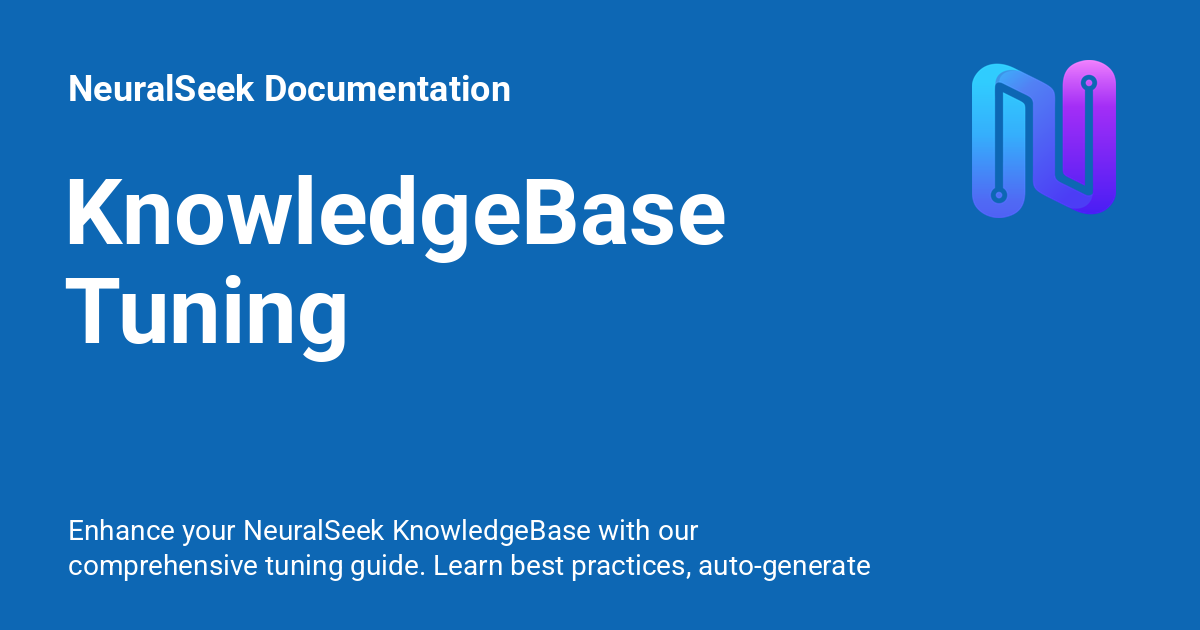 NeuralSeek Documentation
KnowledgeBase
Tuning
Enhance your NeuralSeek KnowledgeBase with our
comprehensive tuning guide. Learn best practices, auto-generate